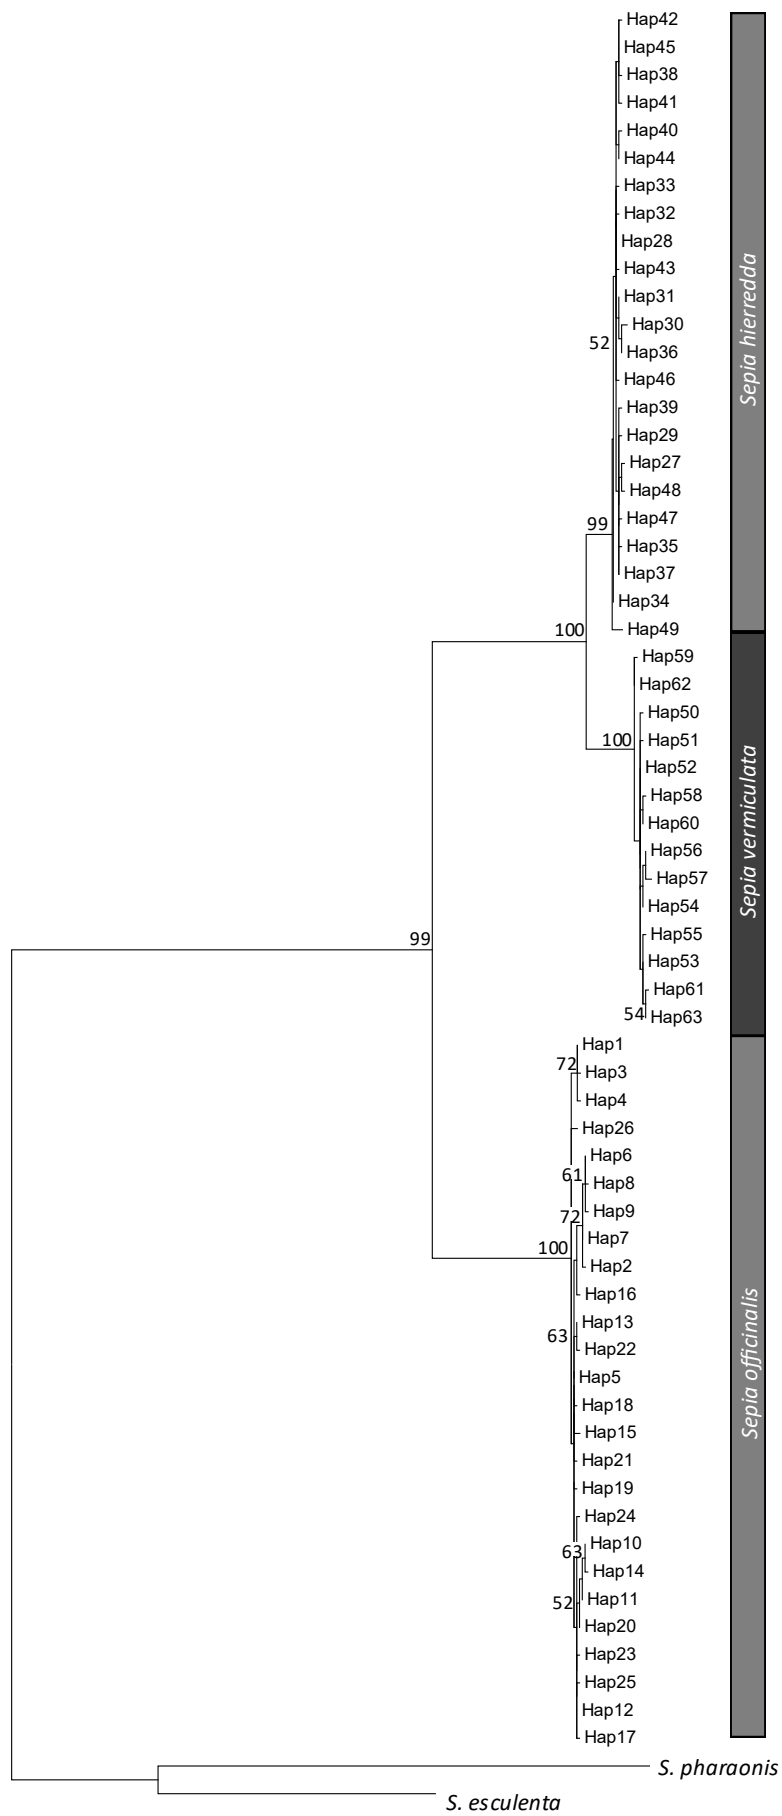 Hap42
Hap45
Hap38
Hap41
Hap40
Hap44
Hap33
Hap32
Hap28
Hap43
Hap31
Hap30
52
Hap36
Hap46
Hap39
Hap29
Hap27
Hap48
Hap47
99
Hap35
Hap37
Hap34
Hap49
Sepia hierredda
100
Hap59
Hap62
Hap50
100
Hap51
Hap52
Hap58
Hap60
Hap56
Hap57
Hap54
Hap55
99
Hap53
Hap61
54
Hap63
Sepia vermiculata
Hap1
72
Hap3
Hap4
Hap26
Hap6
61
Hap8
Hap9
72
Hap7
100
Hap2
Hap16
Hap13
63
Hap22
Hap5
Hap18
Hap15
Hap21
Hap19
Hap24
Hap10
63
Hap14
Hap11
52
Hap20
Hap23
Hap25
Hap12
Hap17
Sepia officinalis
S. pharaonis
S. esculenta